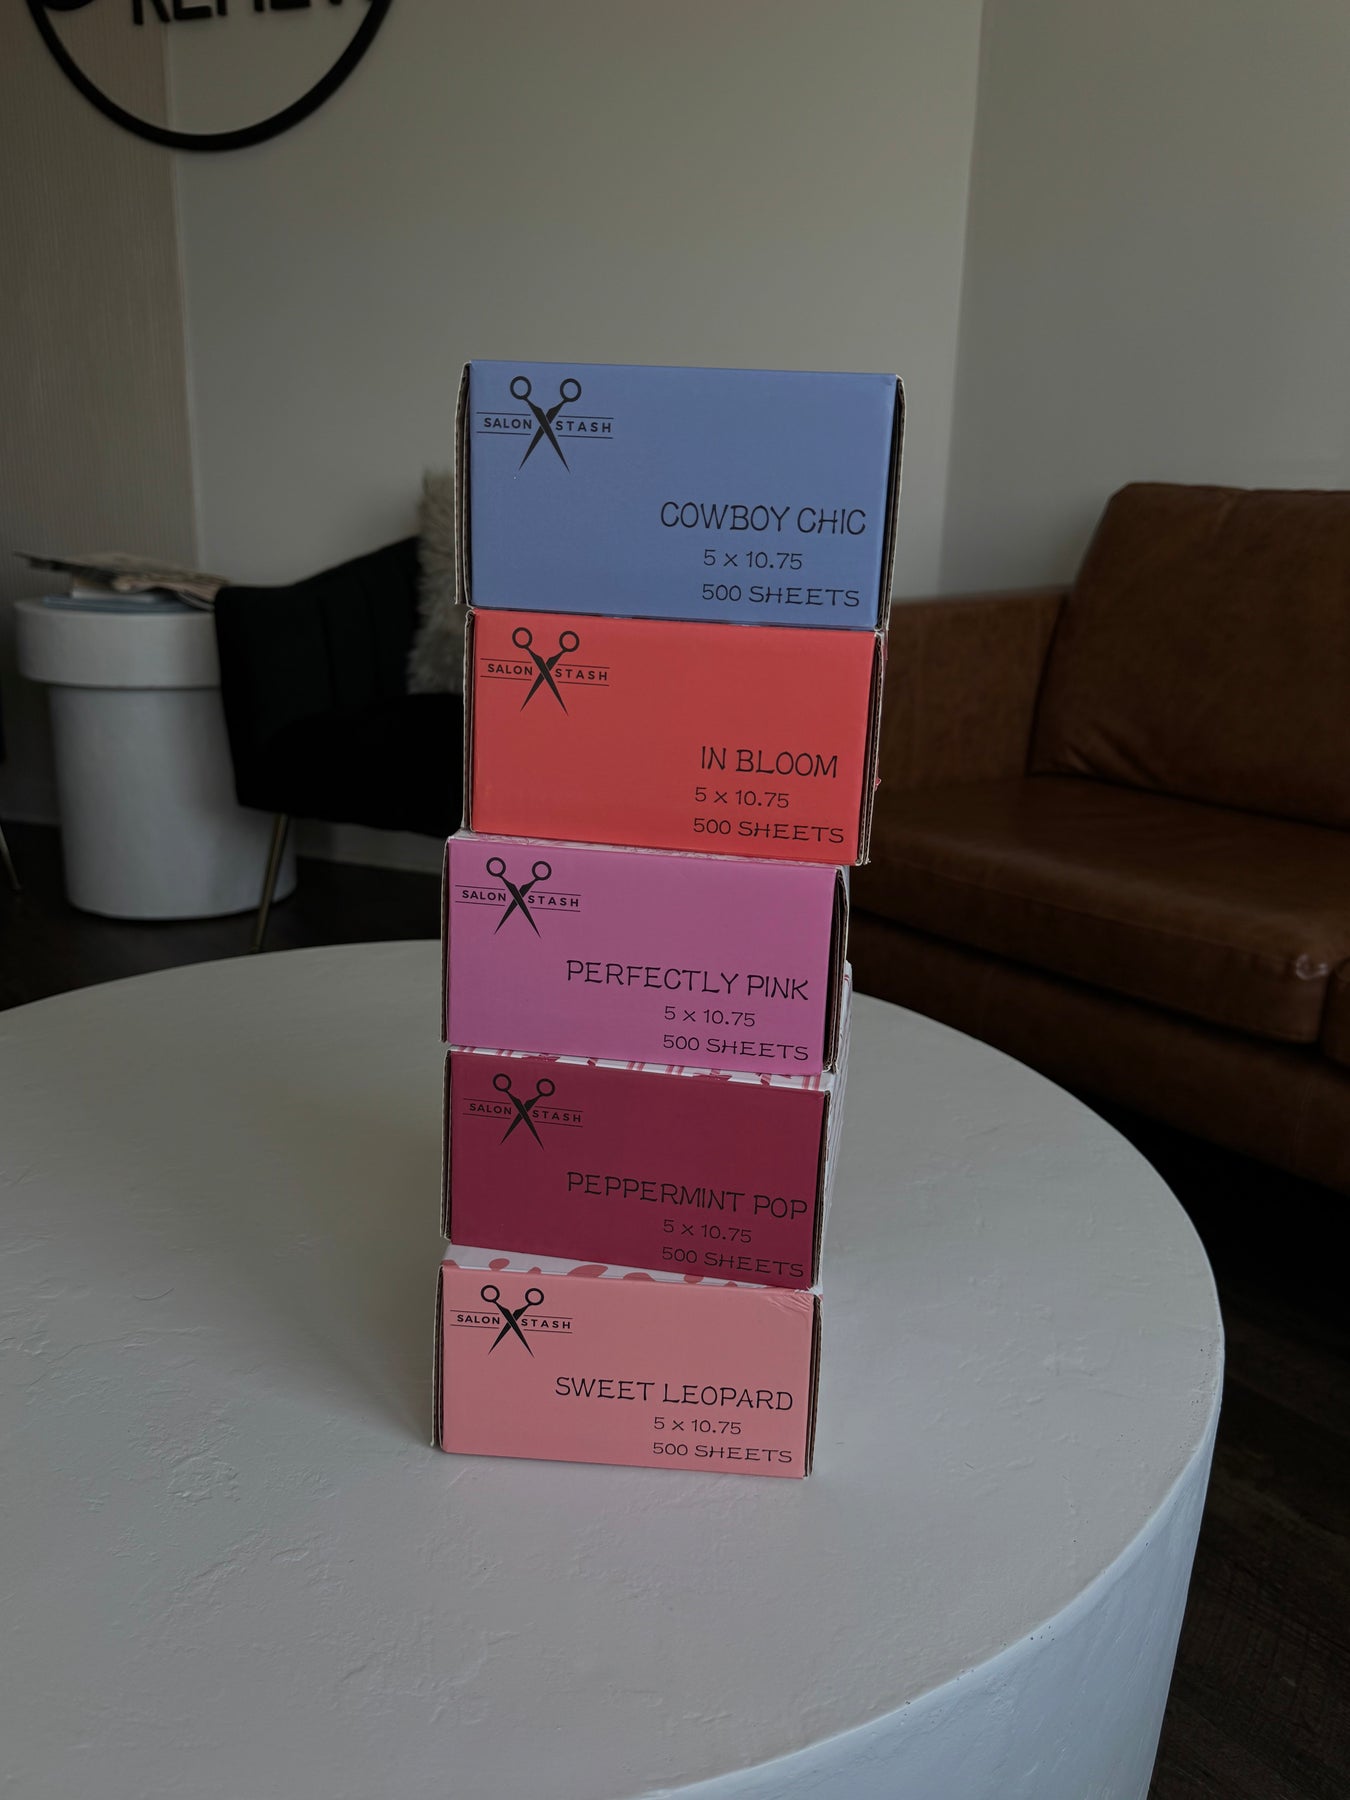 SALON STASH
COWBOY CHIC
5 x 10.75
500 SHEETS
SALON STASH
IN BLOOM
5 x 10.75
500 SHEETS
SALON STASH
PERFECTLY PINK
5 x 10.75
500 SHEETS
SALON STASH
PEPPERMINT POP
5 x 10.75
500 SHEETS
SALON STASH
SWEET LEOPARD
5 x 10.75
500 SHEETS